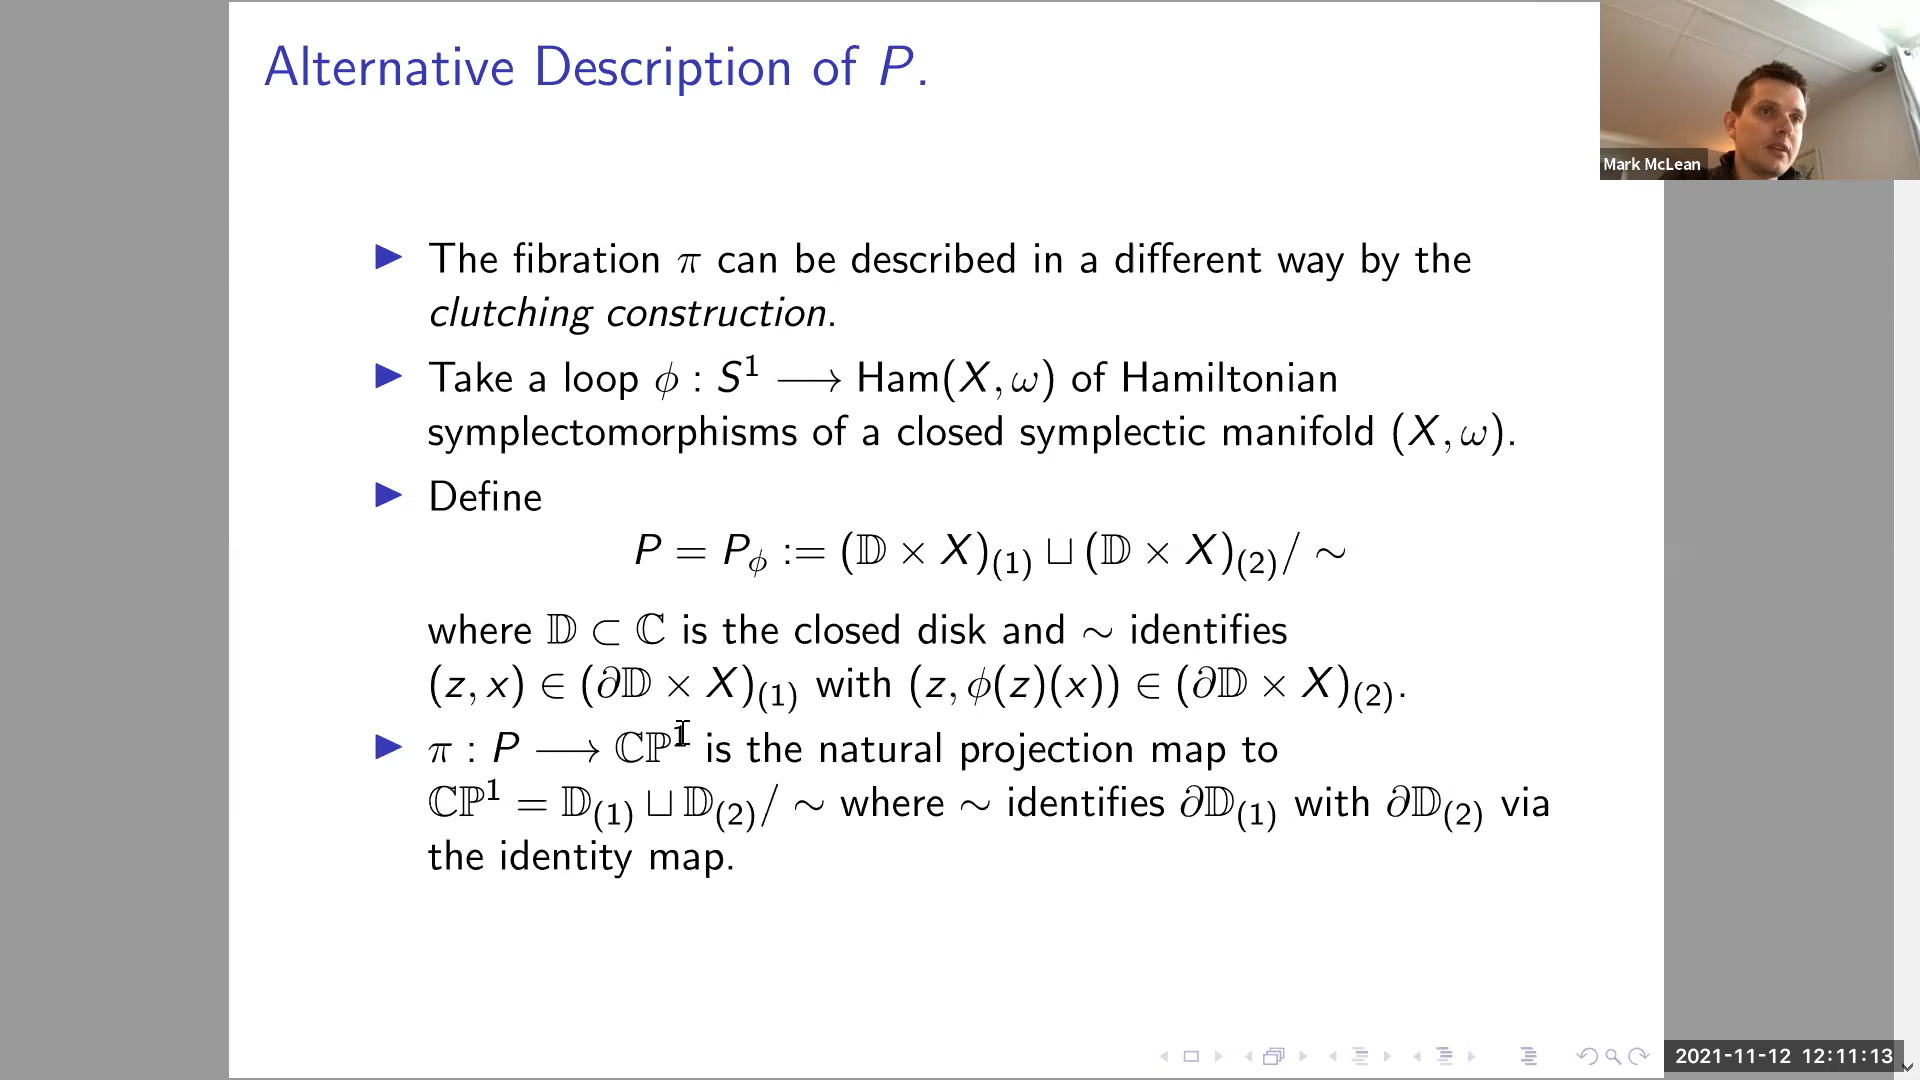 Alternative Description of P.
Mark McLean
▶ The fibration π can be described in a different way by the
clutching construction.
▶ Take a loop ϕ : S¹ ⟶ Ham(X, ω) of Hamiltonian
symplectomorphisms of a closed symplectic manifold (X, ω).
▶ Define
P = P_ϕ := (𝔻 × X)_(1) ⊔ (𝔻 × X)_(2) / ∼
where 𝔻 ⊂ ℂ is the closed disk and ∼ identifies
(z, x) ∈ (∂𝔻 × X)_(1) with (z, ϕ(z)(x)) ∈ (∂𝔻 × X)_(2).
▶ π : P ⟶ ℂℙ¹ is the natural projection map to
ℂℙ¹ = 𝔻_(1) ⊔ 𝔻_(2) / ∼ where ∼ identifies ∂𝔻_(1) with ∂𝔻_(2) via
the identity map.
2021-11-12 12:11:13